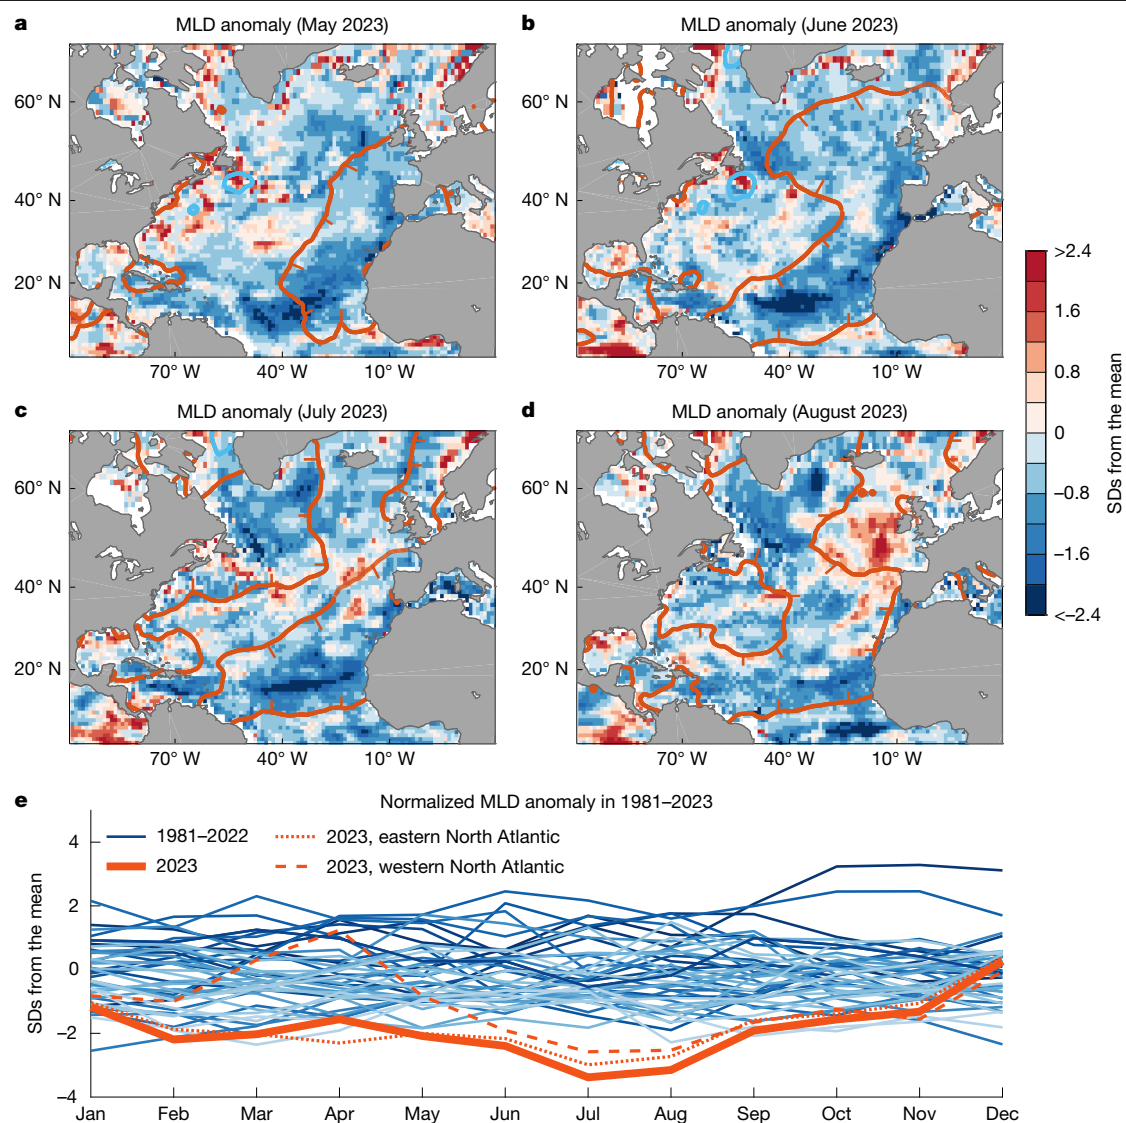 a
MLD anomaly (May 2023)
60° N
40° N
20° N
70° W
40° W
10° W
b
MLD anomaly (June 2023)
60° N
40° N
20° N
70° W
40° W
10° W
c
MLD anomaly (July 2023)
60° N
40° N
20° N
70° W
40° W
10° W
d
MLD anomaly (August 2023)
60° N
40° N
20° N
70° W
40° W
10° W
>2.4
1.6
0.8
0
–0.8
–1.6
<–2.4
SDs from the mean
e
Normalized MLD anomaly in 1981–2023
1981–2022
2023, eastern North Atlantic
2023
2023, western North Atlantic
SDs from the mean
4
2
0
–2
–4
Jan
Feb
Mar
Apr
May
Jun
Jul
Aug
Sep
Oct
Nov
Dec